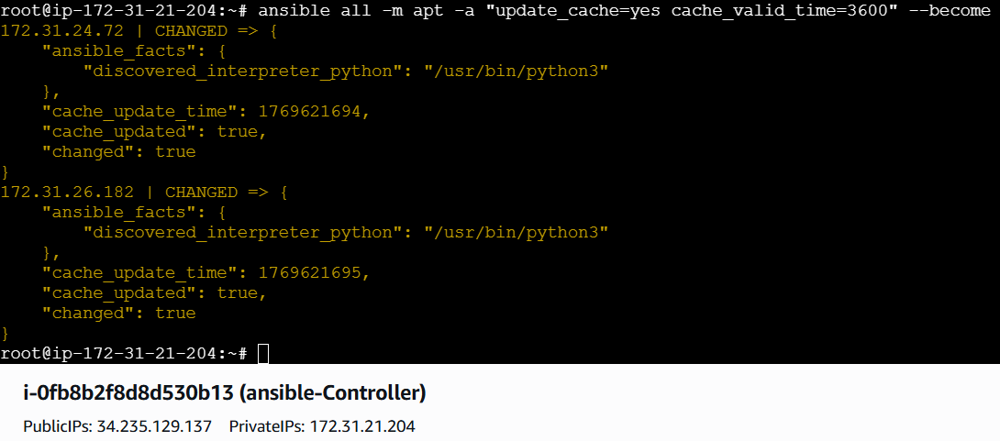 root@ip-172-31-21-204:~# ansible all -m apt -a "update_cache=yes cache_valid_time=3600" --become
172.31.24.72 | CHANGED => {
    "ansible_facts": {
        "discovered_interpreter_python": "/usr/bin/python3"
    },
    "cache_update_time": 1769621694,
    "cache_updated": true,
    "changed": true
}
172.31.26.182 | CHANGED => {
    "ansible_facts": {
        "discovered_interpreter_python": "/usr/bin/python3"
    },
    "cache_update_time": 1769621695,
    "cache_updated": true,
    "changed": true
}
root@ip-172-31-21-204:~#
i-0fb8b2f8d8d530b13 (ansible-Controller)
PublicIPs: 34.235.129.137    PrivateIPs: 172.31.21.204